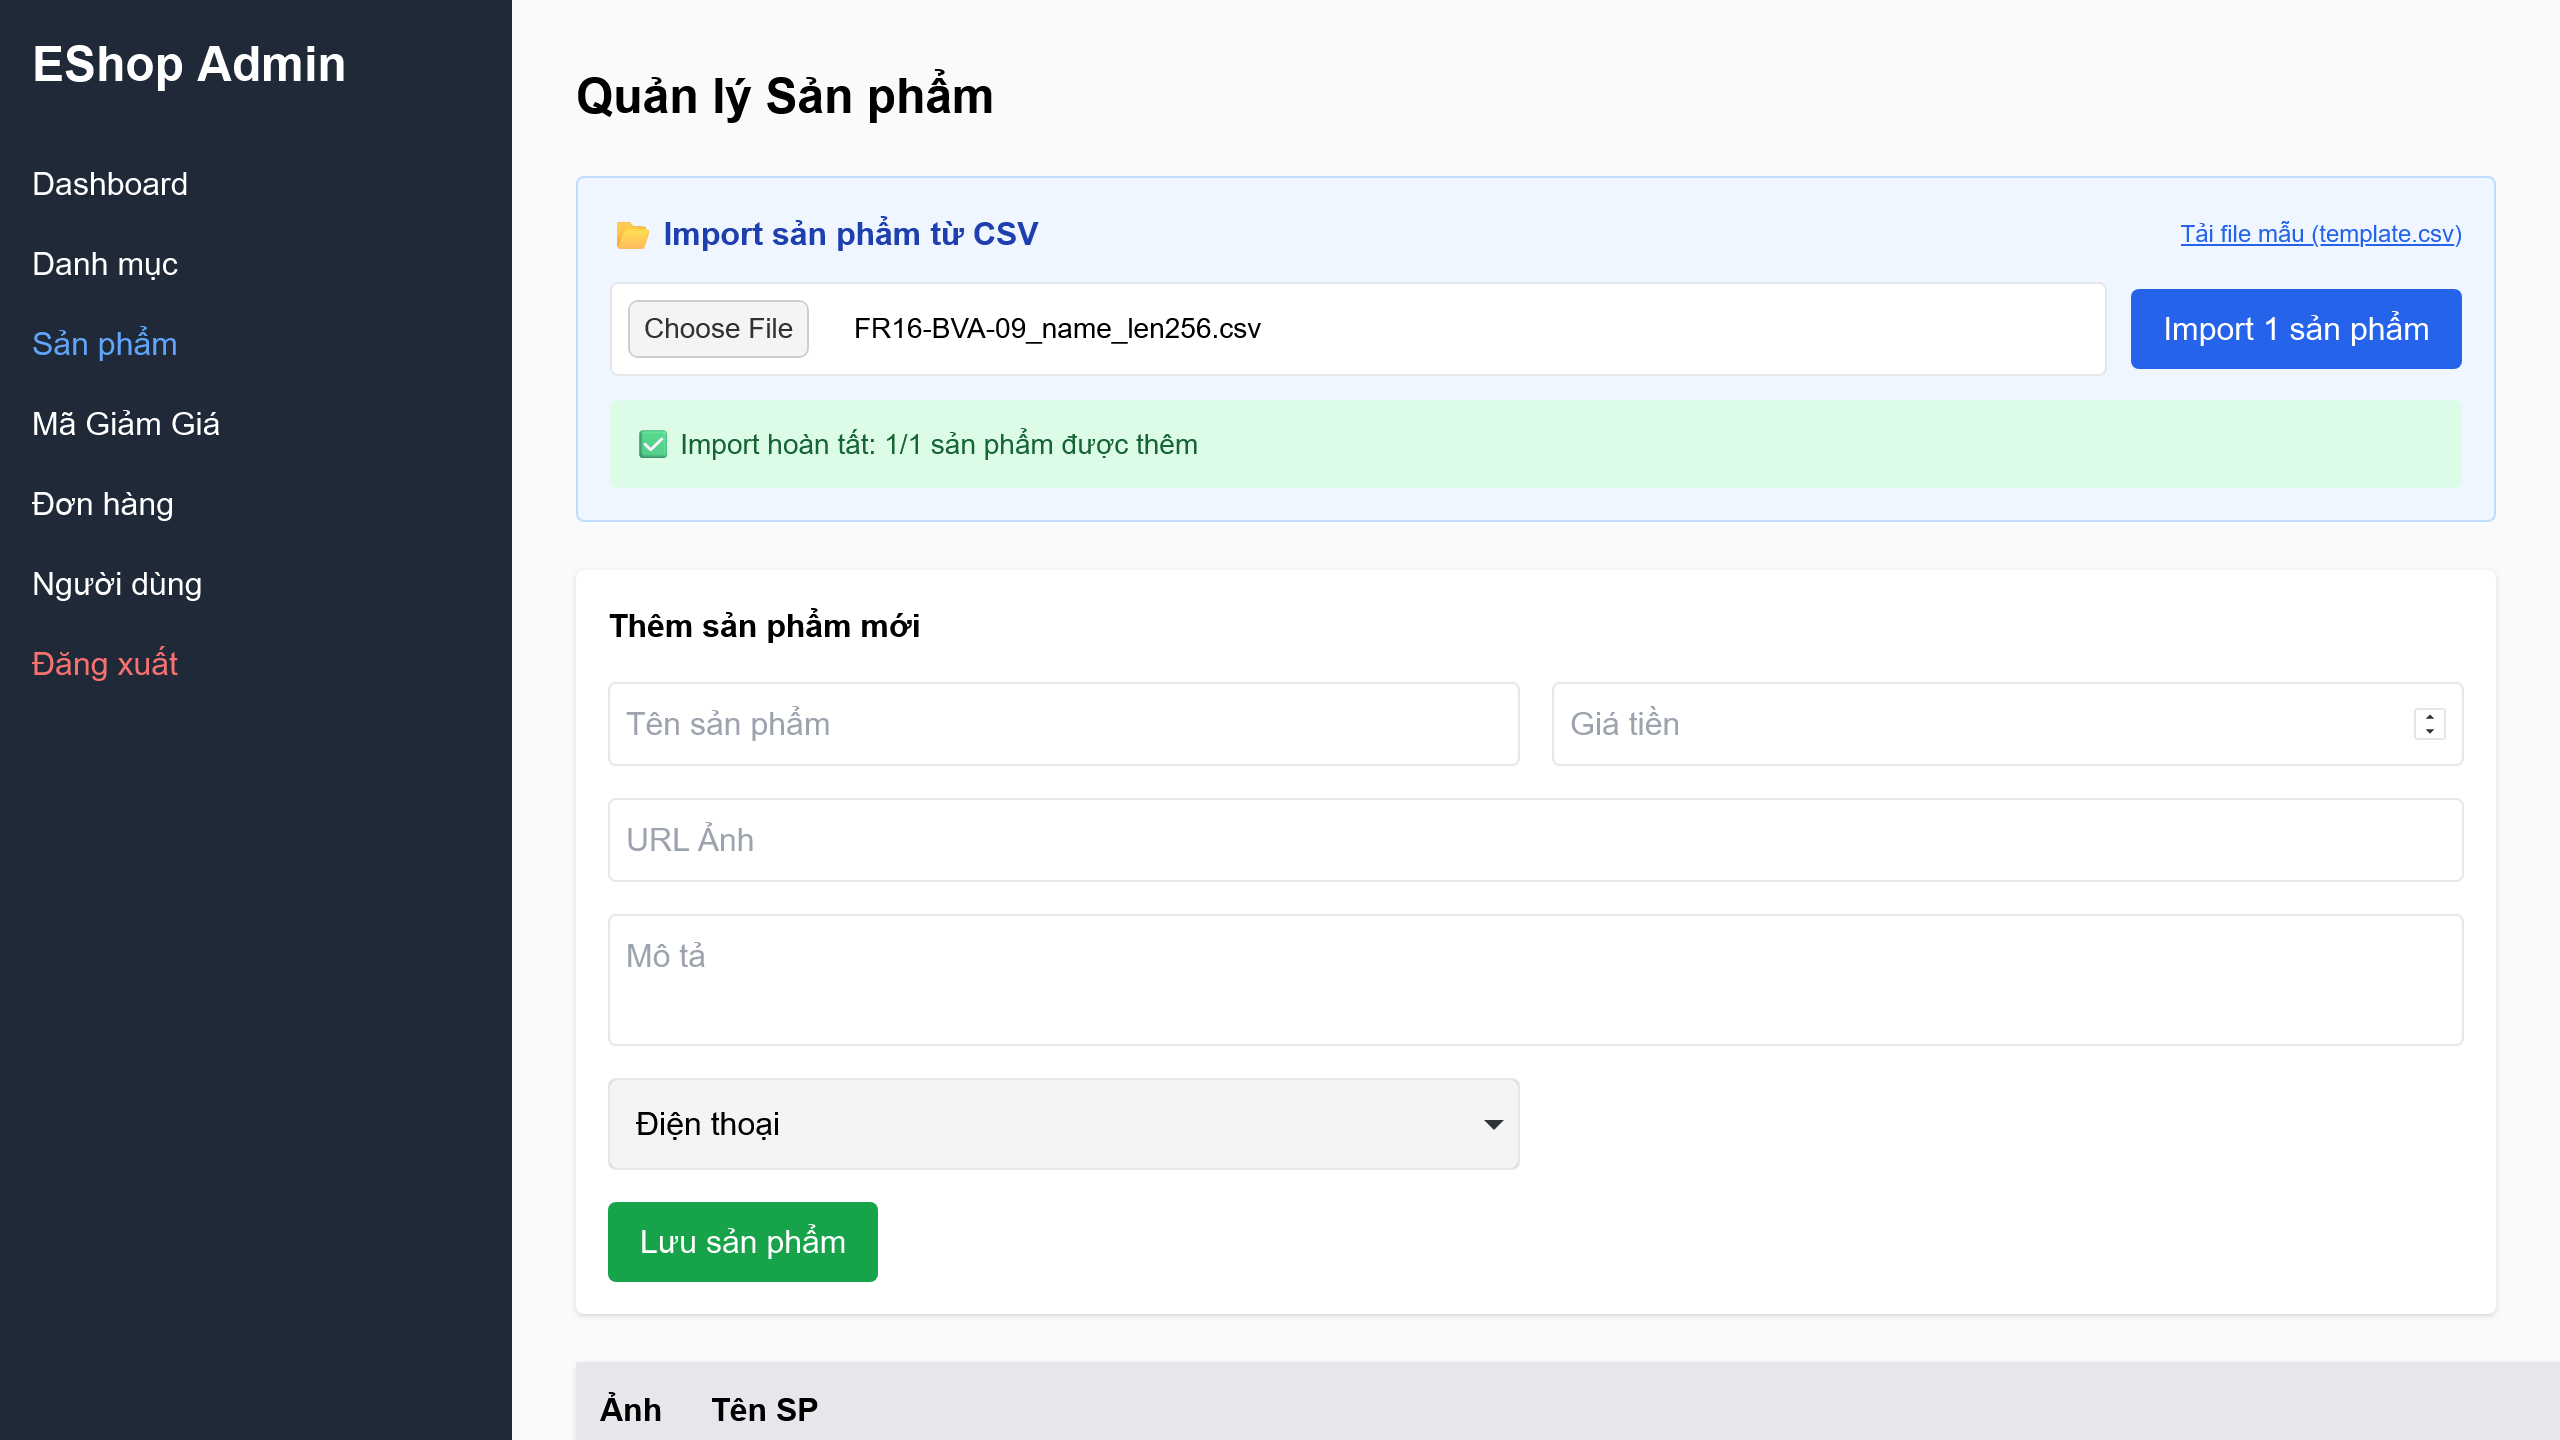 EShop Admin
Dashboard
Danh mục
Sản phẩm
Mã Giảm Giá
Đơn hàng
Người dùng
Đăng xuất
Quản lý Sản phẩm
Import sản phẩm từ CSV
Tải file mẫu (template.csv)
Choose File FR16-BVA-09_name_len256.csv
Import 1 sản phẩm
Import hoàn tất: 1/1 sản phẩm được thêm
Thêm sản phẩm mới
Tên sản phẩm
Giá tiền
URL Ảnh
Mô tả
Điện thoại
Lưu sản phẩm
Ảnh Tên SP